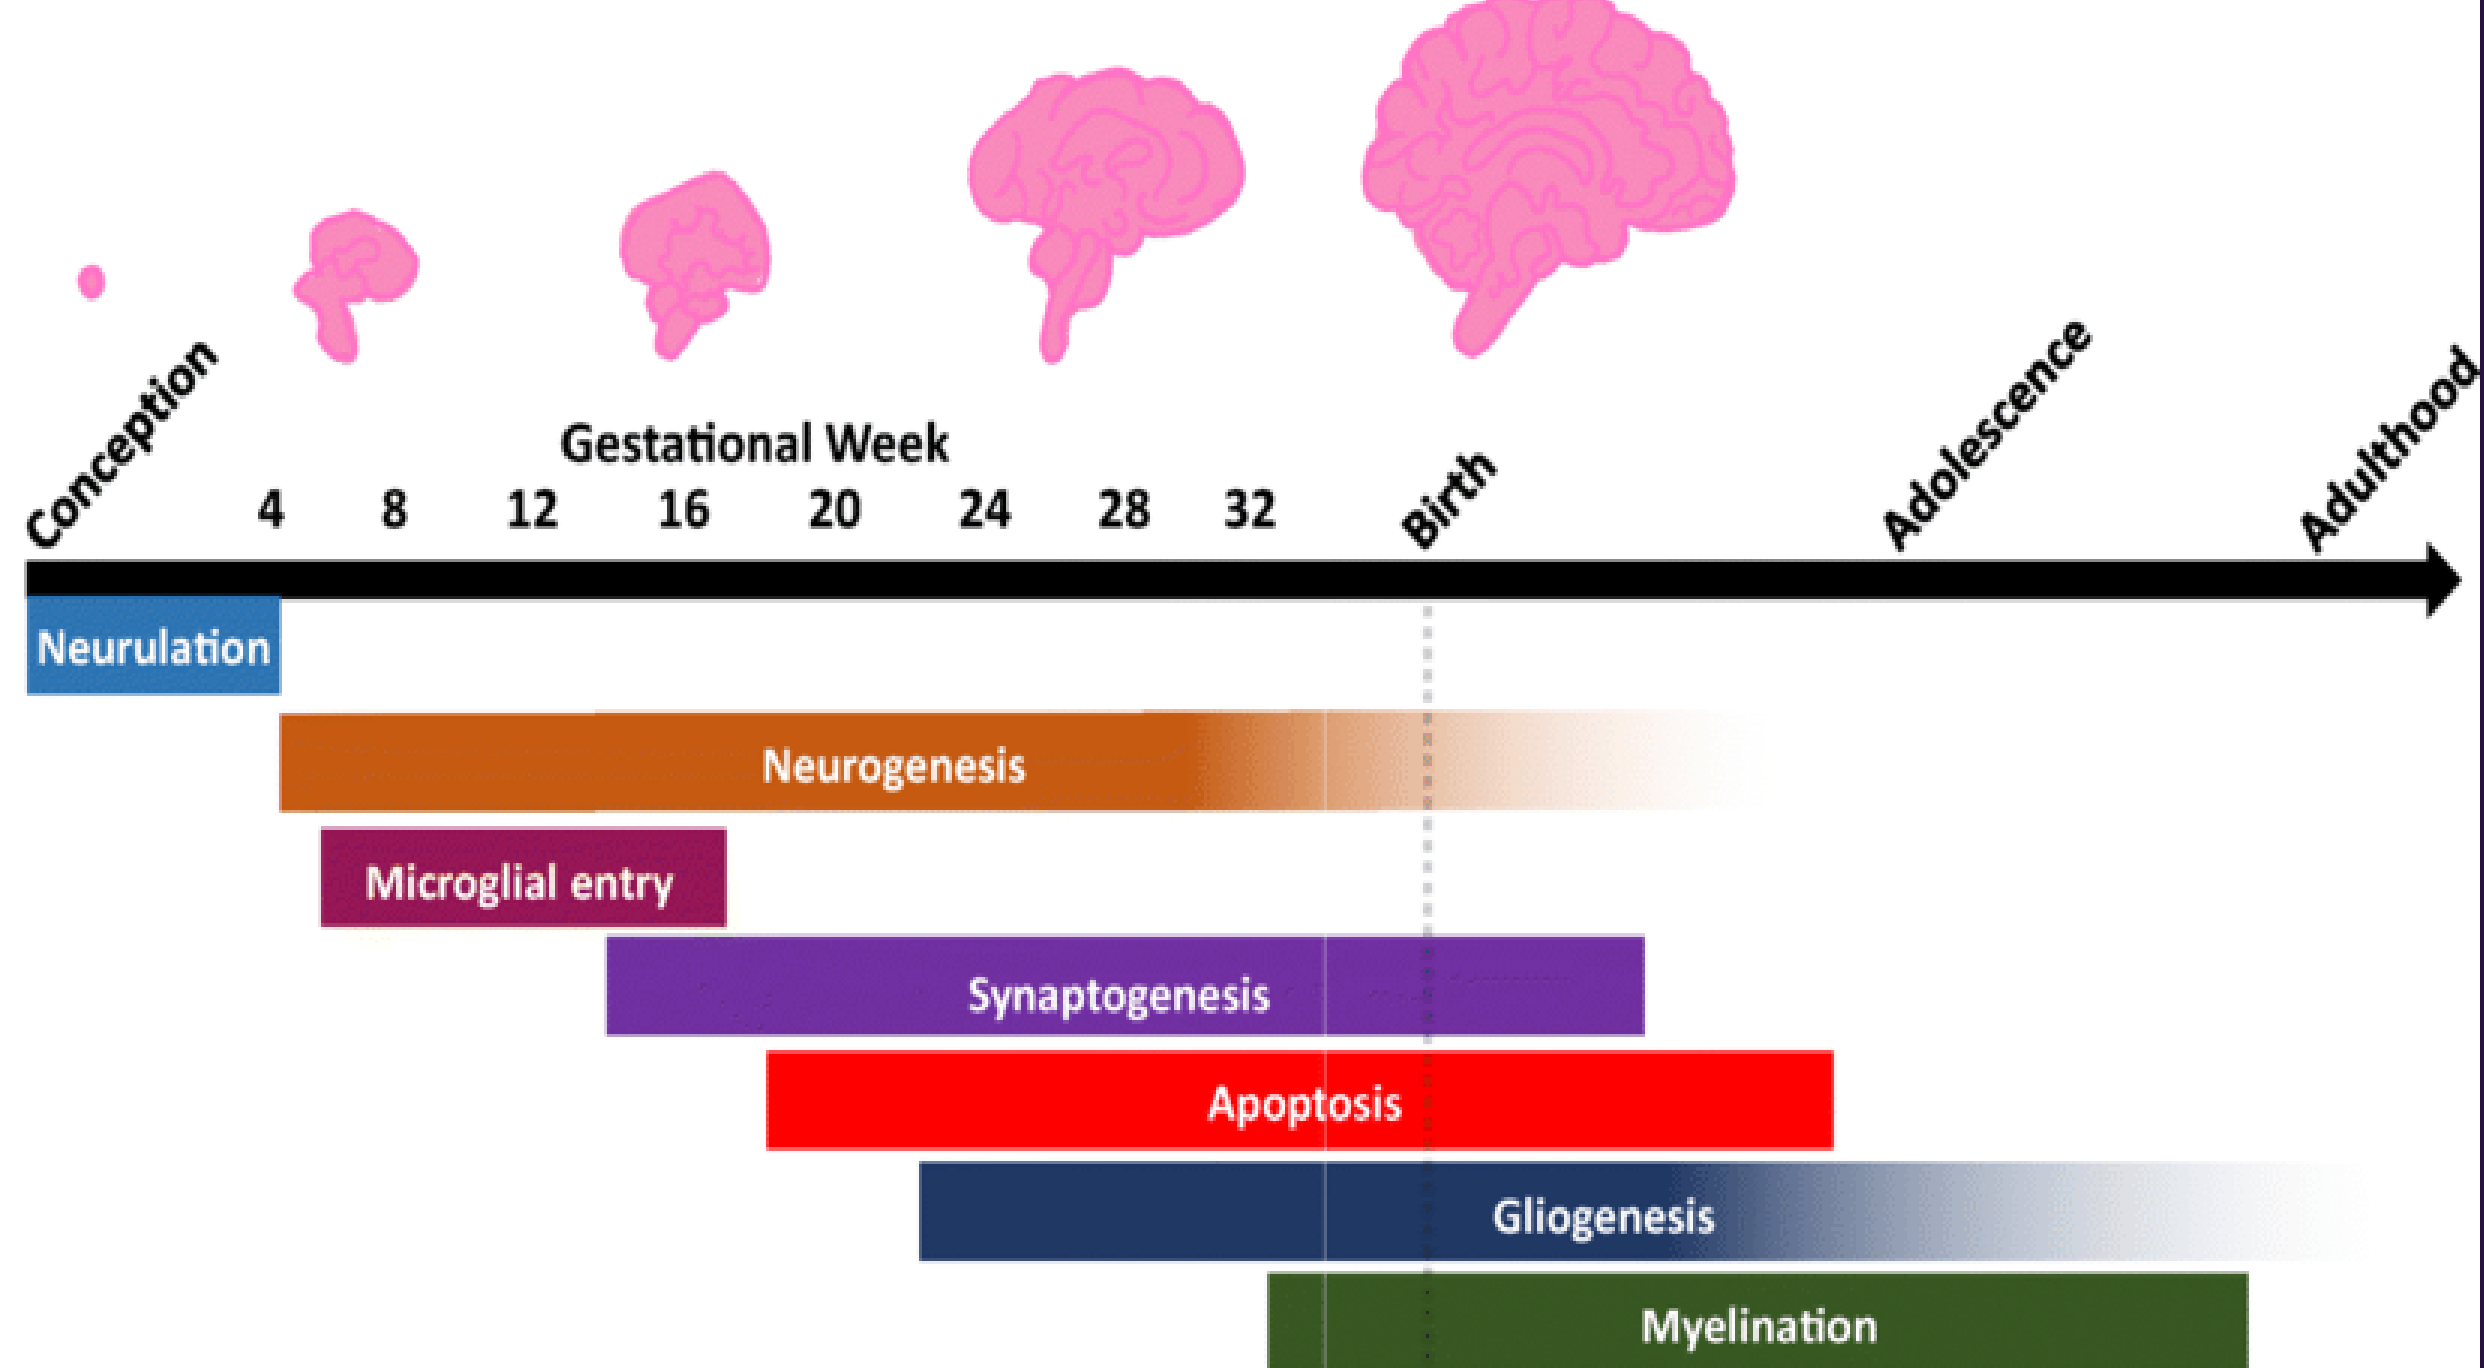 Conception
Gestational Week
4 8 12 16 20 24 28 32
Birth
Adolescence
Adulthood
Neurulation
Neurogenesis
Microglial entry
Synaptogenesis
Apoptosis
Gliogenesis
Myelination